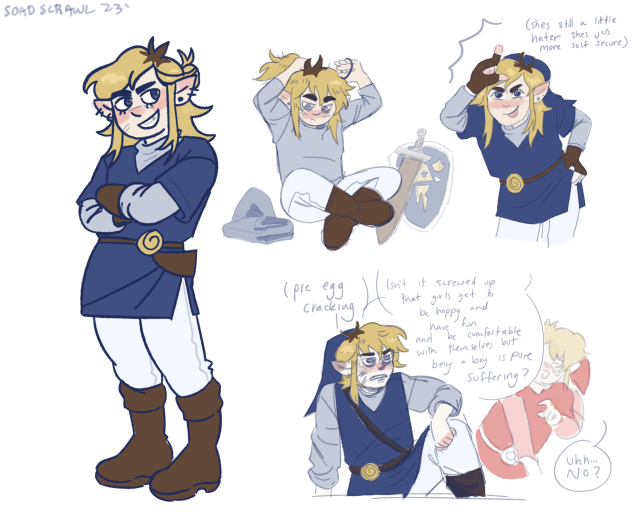 SOAD SCRAWL 23'
(shes still a little
hater shes jus
more self secure)
(pre egg
cracking)
Isn't it screwed up
that girls get to
be happy and
have fun
and be comfortable
with themselves but
being a boy is pure
suffering?
Uhh...
NO?